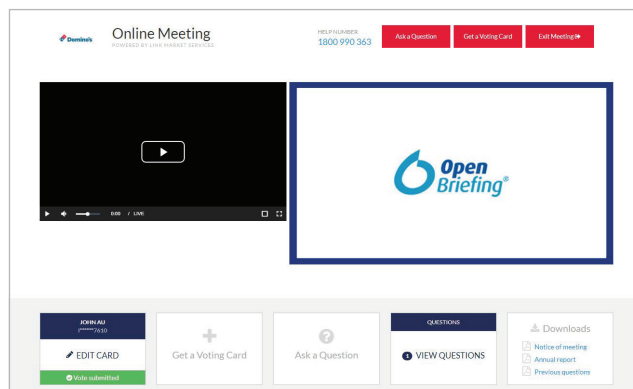 Domino's
Online Meeting
POWERED BY LINK MARKET SERVICES
HELP NUMBER
1800 990 363
Ask a Question
Get a Voting Card
Exit Meeting
Open
Briefing®
0:00 / LIVE
JOHN AU
I******7610
EDIT CARD
Vote submitted
Get a Voting Card
Ask a Question
QUESTIONS
1 VIEW QUESTIONS
Downloads
Notice of meeting
Annual report
Previous questions